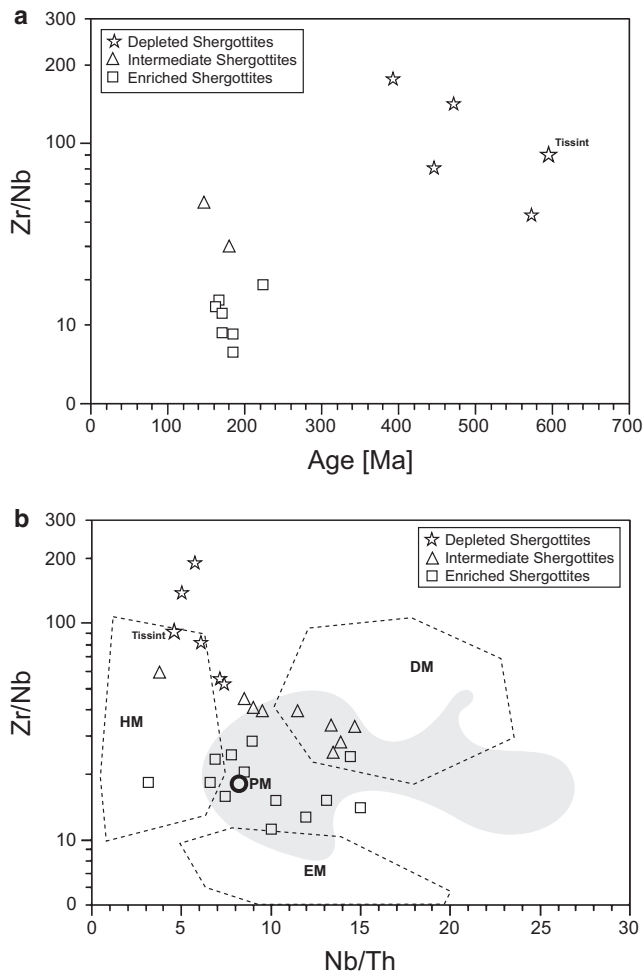 a
300
200
100
10
0
Zr/Nb
Depleted Shergottites
Intermediate Shergottites
Enriched Shergottites
Tissint
0 100 200 300 400 500 600 700
Age [Ma]
b
300
200
100
10
0
Zr/Nb
Depleted Shergottites
Intermediate Shergottites
Enriched Shergottites
Tissint
DM
HM
PM
EM
0 5 10 15 20 25 30
Nb/Th